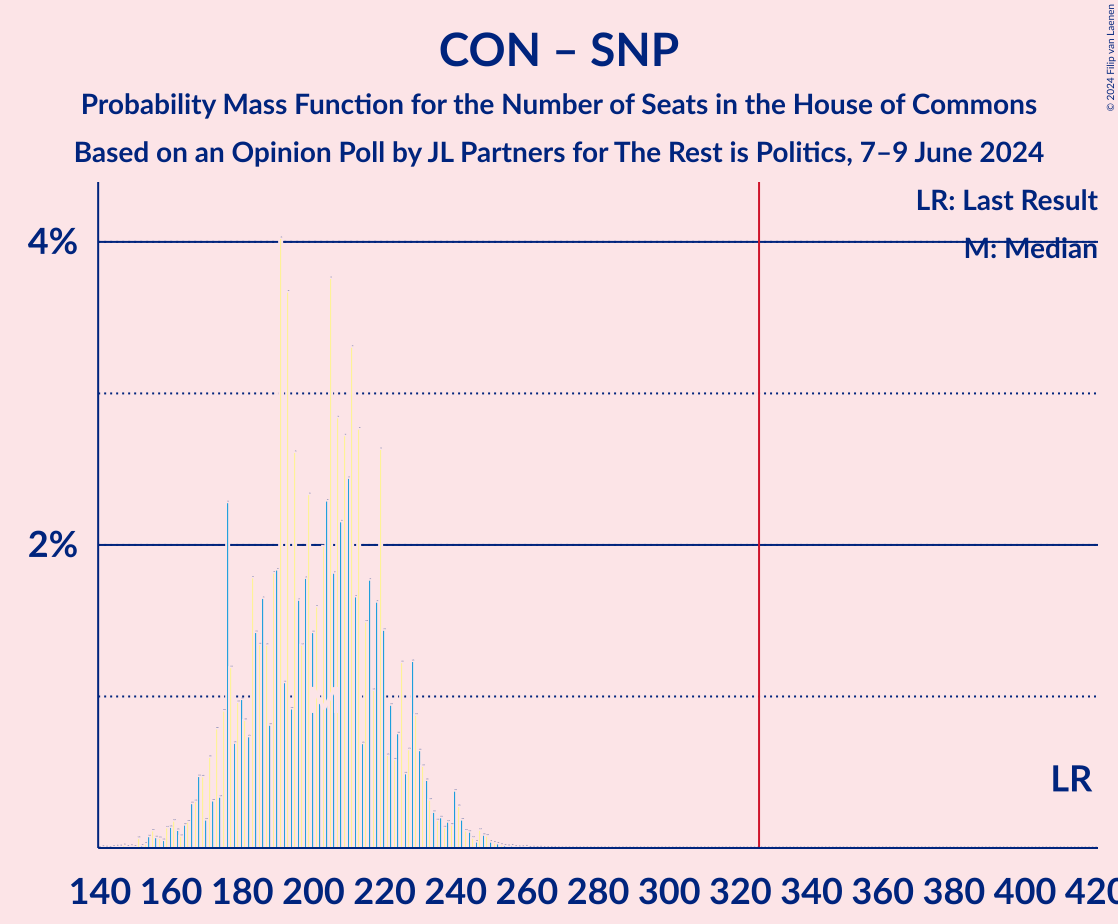 CON – SNP
Probability Mass Function for the Number of Seats in the House of Commons
Based on an Opinion Poll by JL Partners for The Rest is Politics, 7–9 June 2024
© 2024 Filip van Laenen
LR: Last Result
M: Median
4%
2%
LR
140 160 180 200 220 240 260 280 300 320 340 360 380 400 420